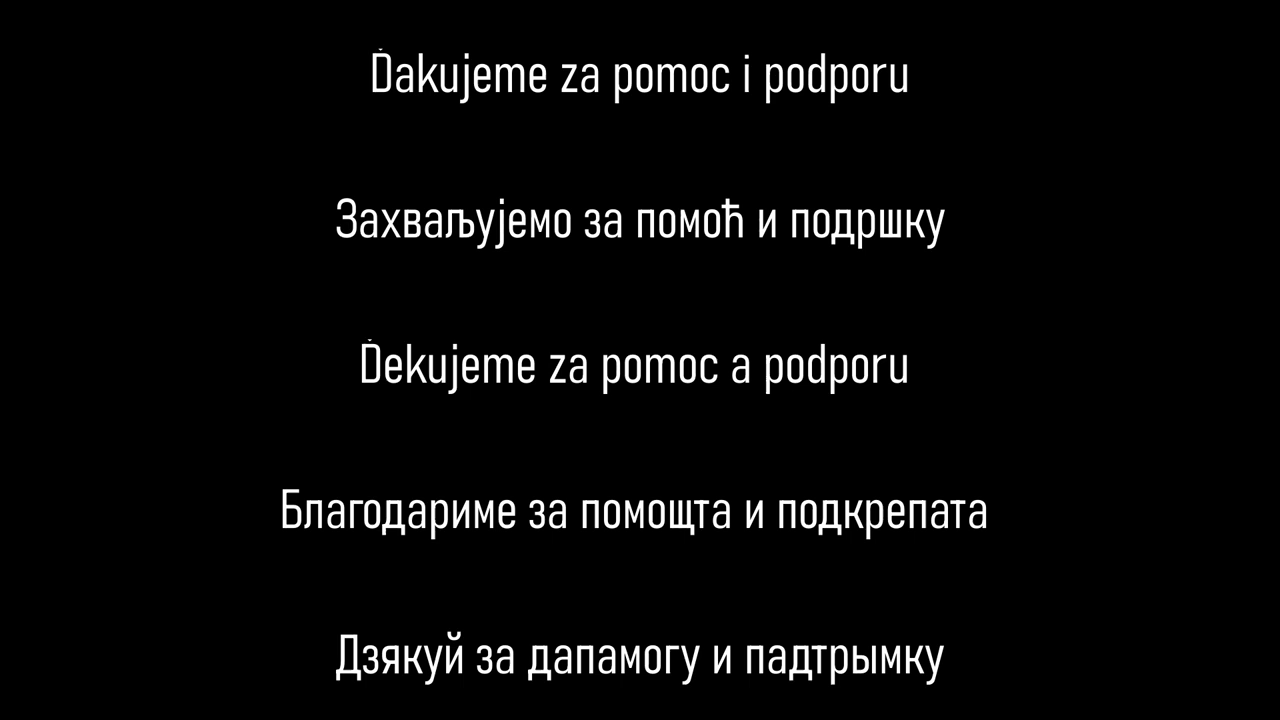 Ďakujeme za pomoc i podporu
Захваљујемо за помоћ и подршку
Ďekujeme za pomoc a podporu
Благодариме за помощта и подкрепата
Дзякуй за дапамогу и падтрымку